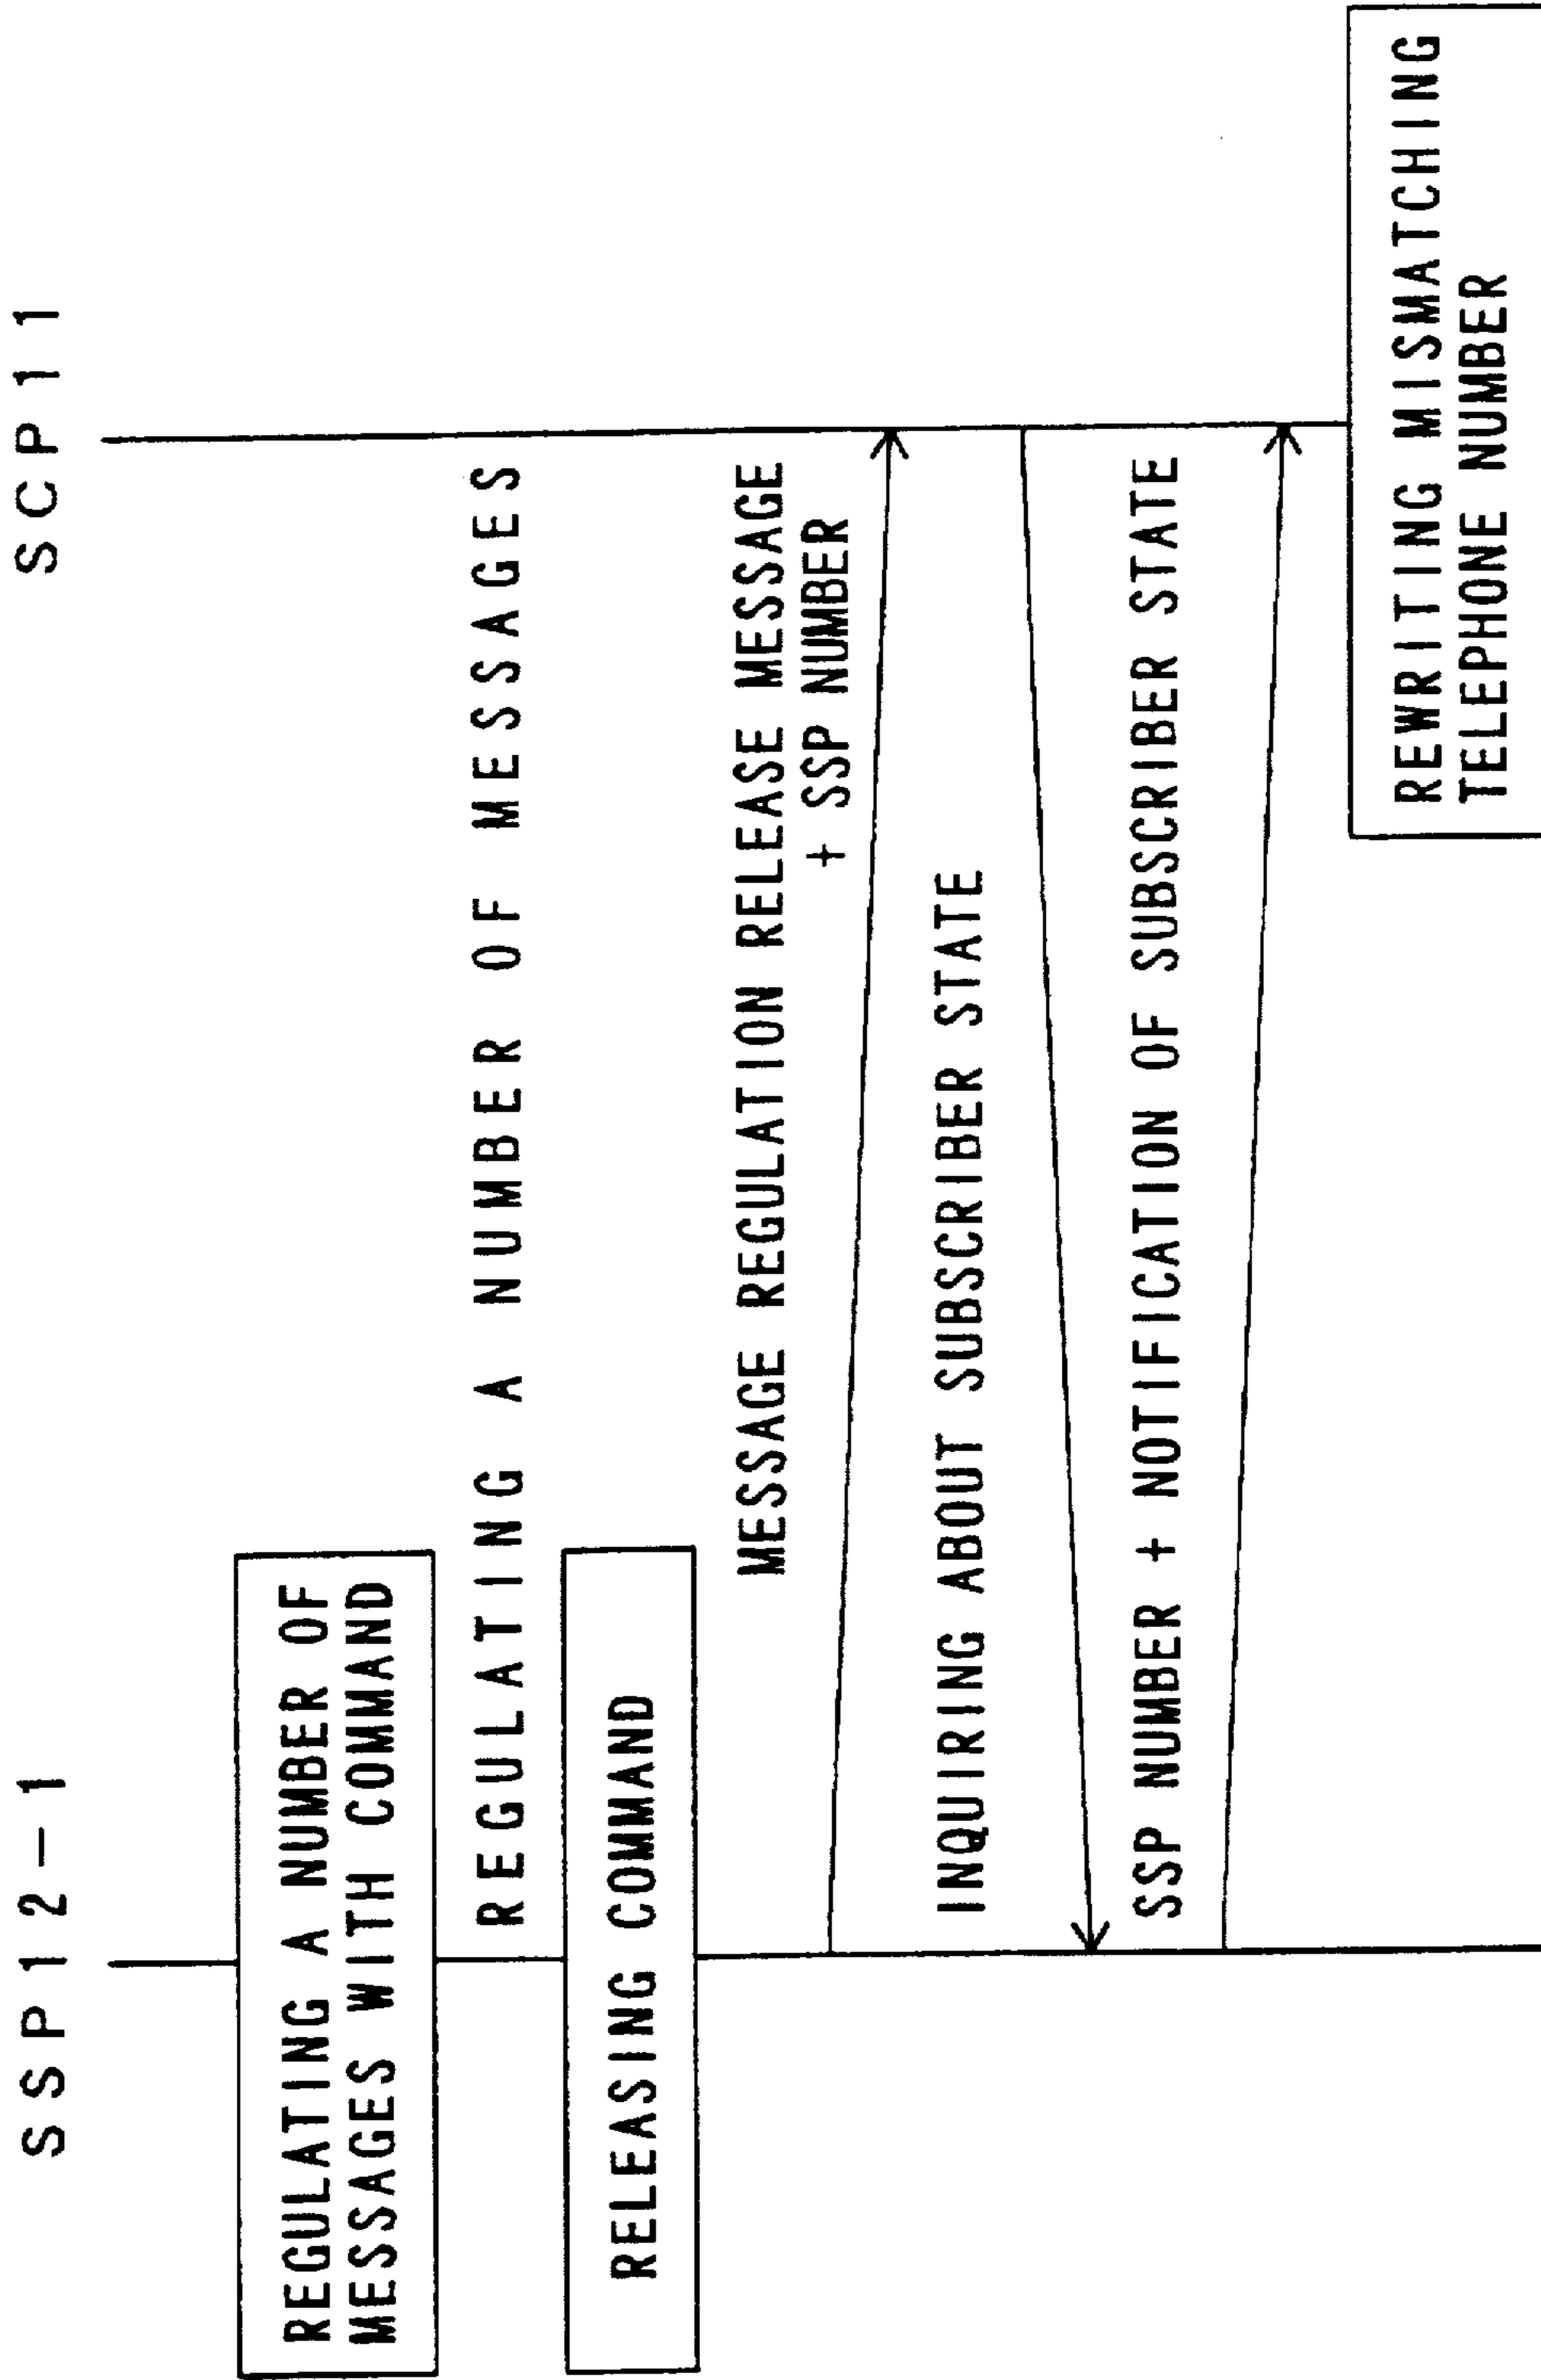 SSP12-1
SCP11
REGULATING A NUMBER OF
MESSAGES WITH COMMAND
REGULATING A NUMBER OF MESSAGES
RELEASING COMMAND
MESSAGE REGULATION RELEASE MESSAGE
+ SSP NUMBER
INQUIRING ABOUT SUBSCRIBER STATE
SSP NUMBER + NOTIFICATION OF SUBSCRIBER STATE
REWRITING MISMATCHING
TELEPHONE NUMBER